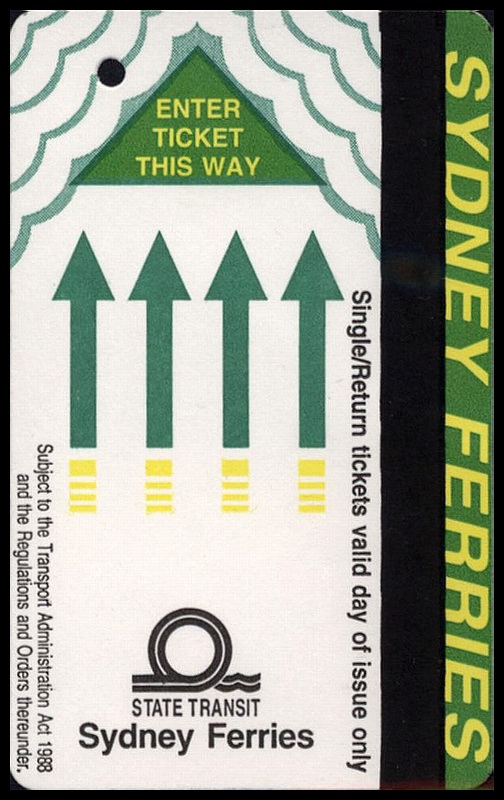 ENTER
TICKET
THIS WAY
SYDNEY FERRIES
Single/Return tickets valid day of issue only
Subject to the Transport Administration Act 1988
and the Regulations and Orders thereunder.
STATE TRANSIT
Sydney Ferries